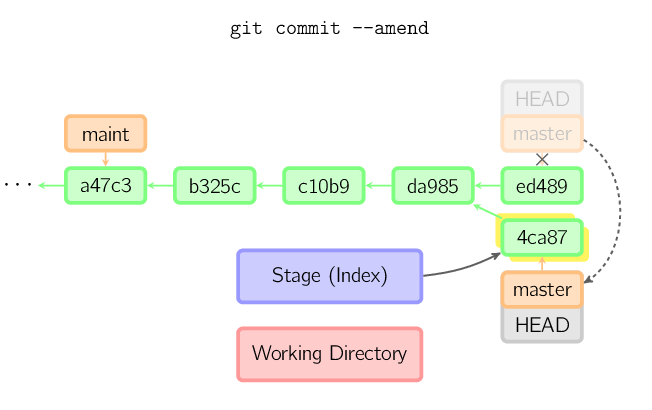 git commit --amend
HEAD
master
maint
··· a47c3 b325c c10b9 da985 ed489
4ca87
Stage (Index)
master
HEAD
Working Directory